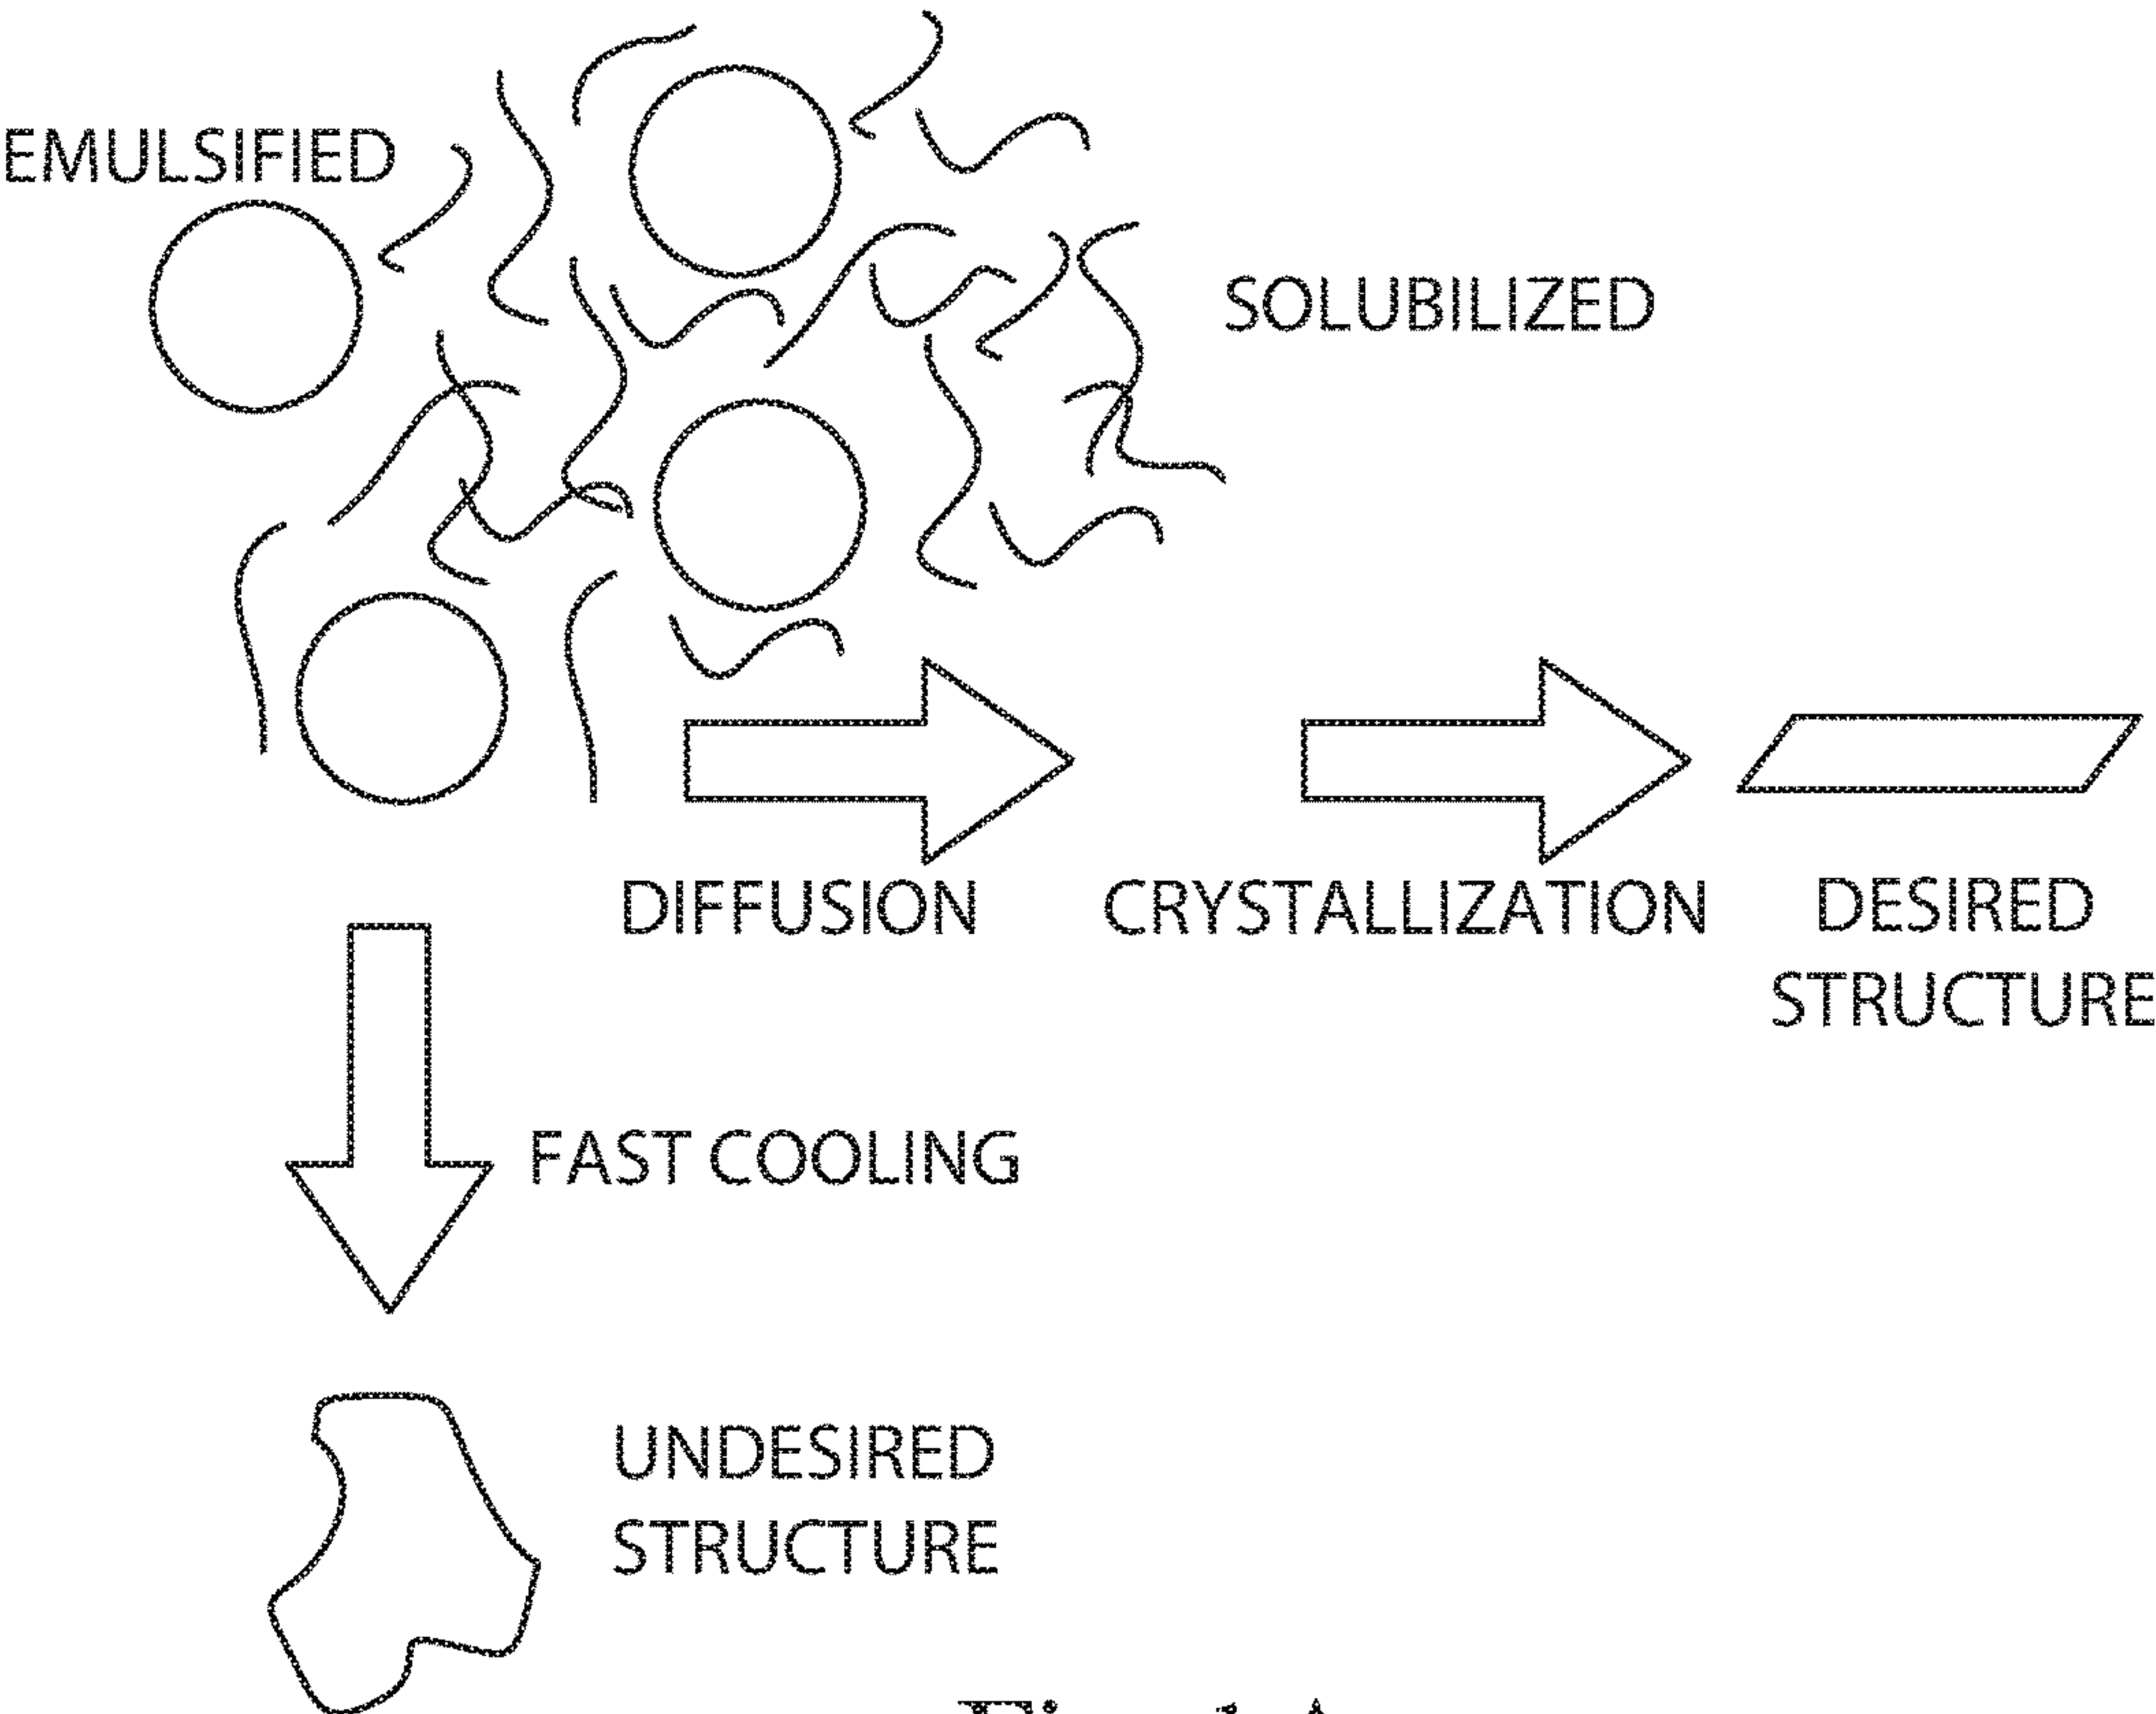 EMULSIFIED
SOLUBILIZED
DIFFUSION
CRYSTALLIZATION
DESIRED
STRUCTURE
FAST COOLING
UNDESIRED
STRUCTURE